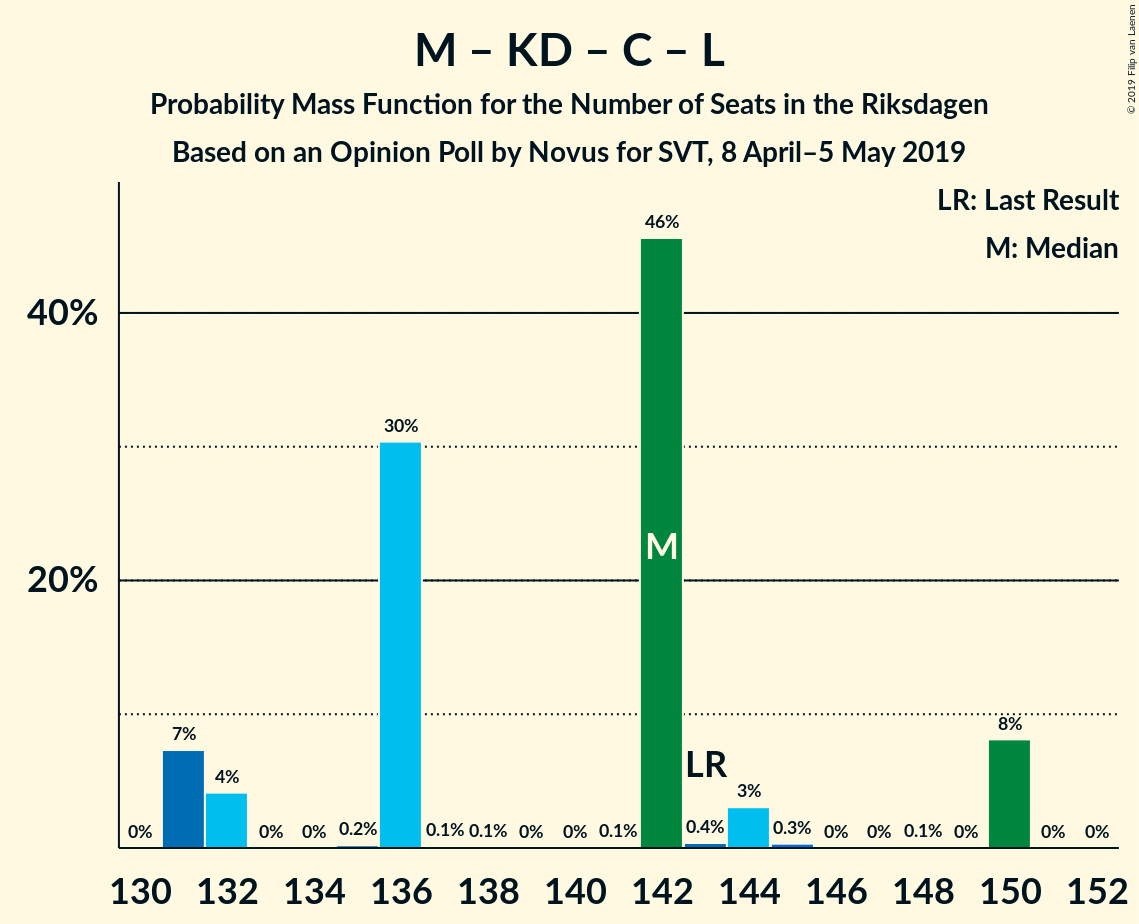 M – KD – C – L
Probability Mass Function for the Number of Seats in the Riksdagen
Based on an Opinion Poll by Novus for SVT, 8 April–5 May 2019
© 2019 Filip van Laenen
LR: Last Result
M: Median
40%
20%
0% 7% 4% 0% 0% 0.2% 30% 0.1% 0.1% 0% 0% 0.1% 46% 0.4% 3% 0.3% 0% 0% 0.1% 0% 8% 0% 0%
M
LR
130 132 134 136 138 140 142 144 146 148 150 152